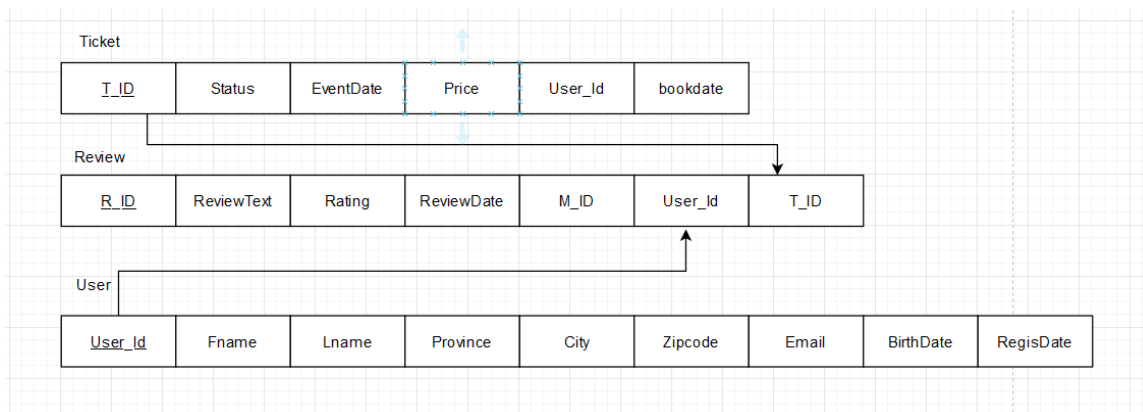 Ticket
T_ID Status EventDate Price User_Id bookdate
Review
R_ID ReviewText Rating ReviewDate M_ID User_Id T_ID
User
User_Id Fname Lname Province City Zipcode Email BirthDate RegisDate